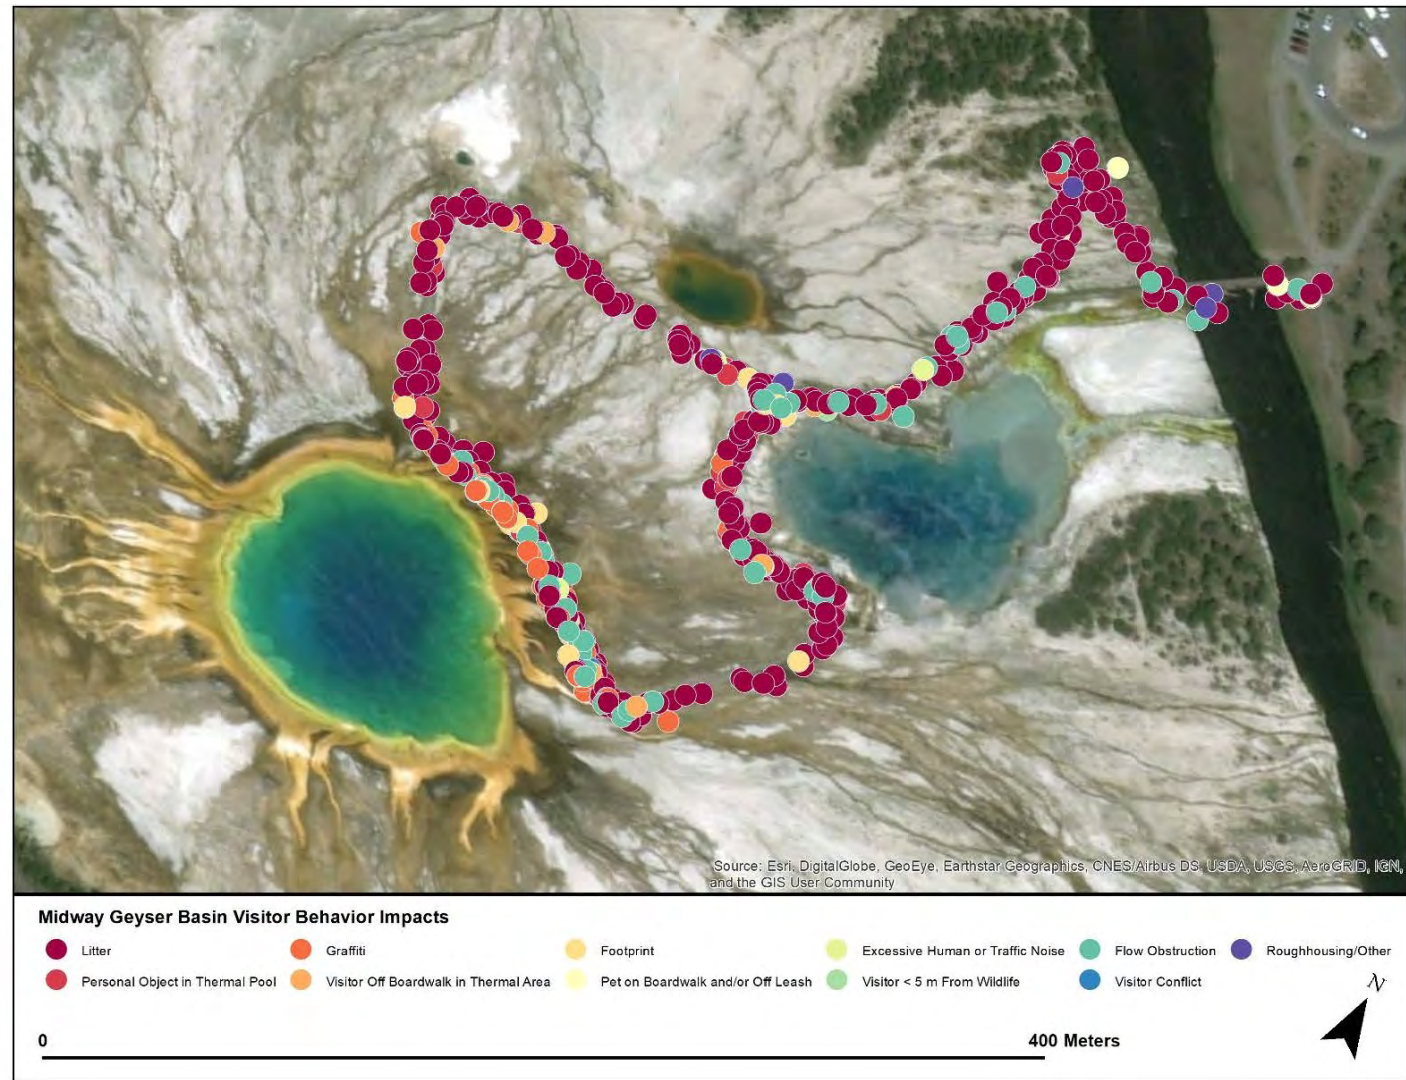 Source: Esri, DigitalGlobe, GeoEye, Earthstar Geographics, CNES/Airbus DS, USDA, USGS, AeroGRID, IGN,
and the GIS User Community
Midway Geyser Basin Visitor Behavior Impacts
Litter Graffiti Footprint Excessive Human or Traffic Noise Flow Obstruction Roughhousing/Other
Personal Object in Thermal Pool Visitor Off Boardwalk in Thermal Area Pet on Boardwalk and/or Off Leash Visitor < 5 m From Wildlife Visitor Conflict
N
0 400 Meters